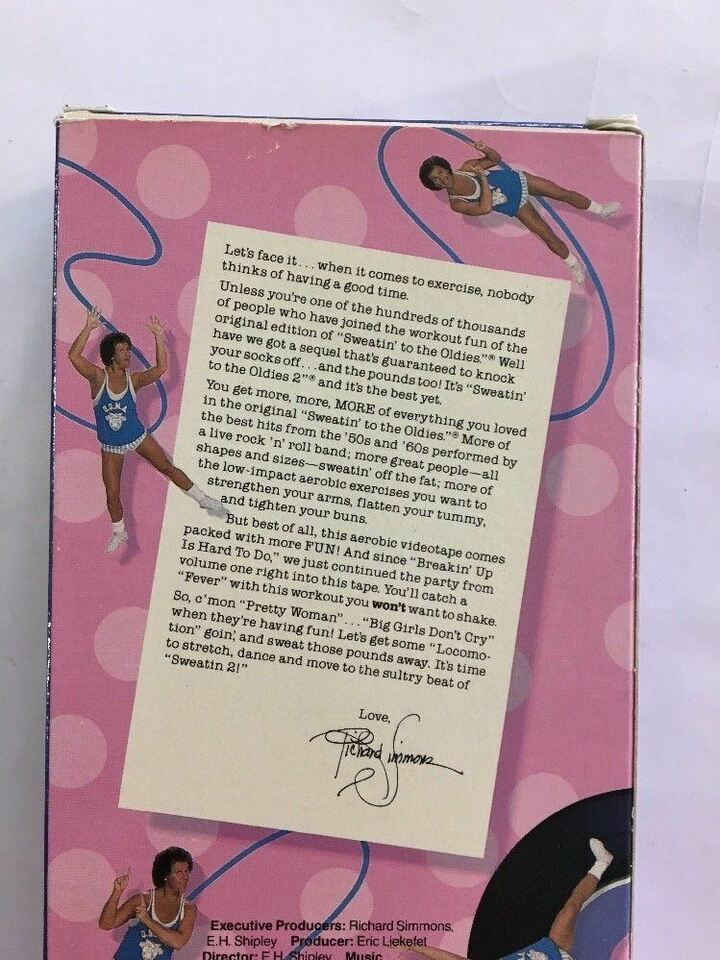 Let's face it...when it comes to exercise, nobody
thinks of having a good time.
Unless you're one of the hundreds of thousands
of people who have joined the workout fun of the
original edition of "Sweatin' to the Oldies."® Well
have we got a sequel that's guaranteed to knock
your socks off...and the pounds too! It's "Sweatin'
to the Oldies 2"® and it's the best yet.
You get more, more, MORE of everything you loved
in the original "Sweatin' to the Oldies."® More of
the best hits from the '50s and '60s performed by
a live rock 'n' roll band; more great people—all
shapes and sizes—sweatin' off the fat; more of
the low-impact aerobic exercises you want to
strengthen your arms, flatten your tummy,
and tighten your buns.
But best of all, this aerobic videotape comes
packed with more FUN! And since "Breakin' Up
Is Hard To Do," we just continued the party from
volume one right into this tape. You'll catch a
"Fever" with this workout you won't want to shake.
So, c'mon "Pretty Woman"..."Big Girls Don't Cry"
when they're having fun! Let's get some "Locomo-
tion" goin', and sweat those pounds away. It's time
to stretch, dance and move to the sultry beat of
"Sweatin 2!"
Love,
Richard Simmons
Executive Producers: Richard Simmons,
E.H. Shipley Producer: Eric Liekefet
Director: E.H. Shipley Music